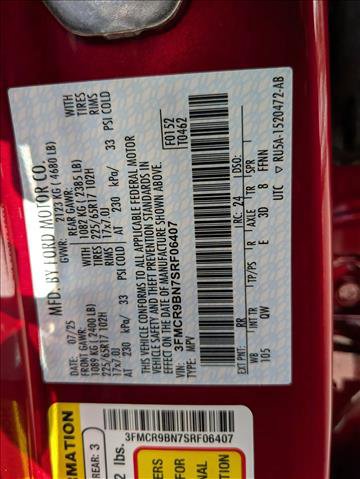 MFD. BY FORD MOTOR CO.
DATE: 07/25 GVWR: 2123 KG ( 4680 LB)
FRONT GAWR: REAR GAWR: WITH
1089 KG ( 2400 LB) 1082 KG ( 2385 LB) TIRES
225/65R17 102H 225/65R17 102H RIMS
17x7.0J 17x7.0J
AT 230 kPa/ 33 PSI COLD AT 230 kPa/ 33 PSI COLD
THIS VEHICLE CONFORMS TO ALL APPLICABLE FEDERAL MOTOR
VEHICLE SAFETY, BUMPER, AND THEFT PREVENTION STANDARDS IN
EFFECT ON THE DATE OF MANUFACTURE SHOWN ABOVE.
VIN: 3FMCR9BN7SRF06407 F0152
TYPE: MPV T0462
EXT PNT: RR RC: 24 DSO:
WB BRK INT TR TP/PS R AXLE TR SPR
105 Q E 3D 8 FFNN
UTC RU5A-1520472-AB
3FMCR9BN7SRF06407
REAR: 3